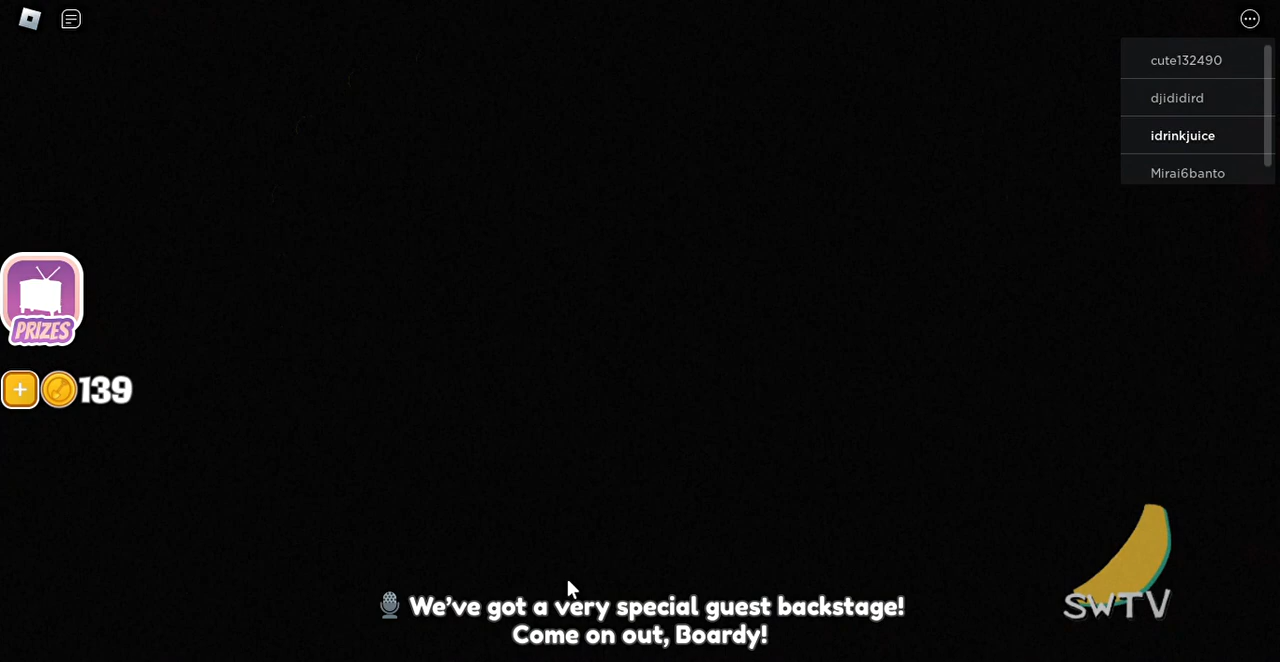 cute132490
djididird
idrinkjuice
Mirai6banto
PRIZES
139
🎙️ We've got a very special guest backstage!
Come on out, Boardy!
SWTV